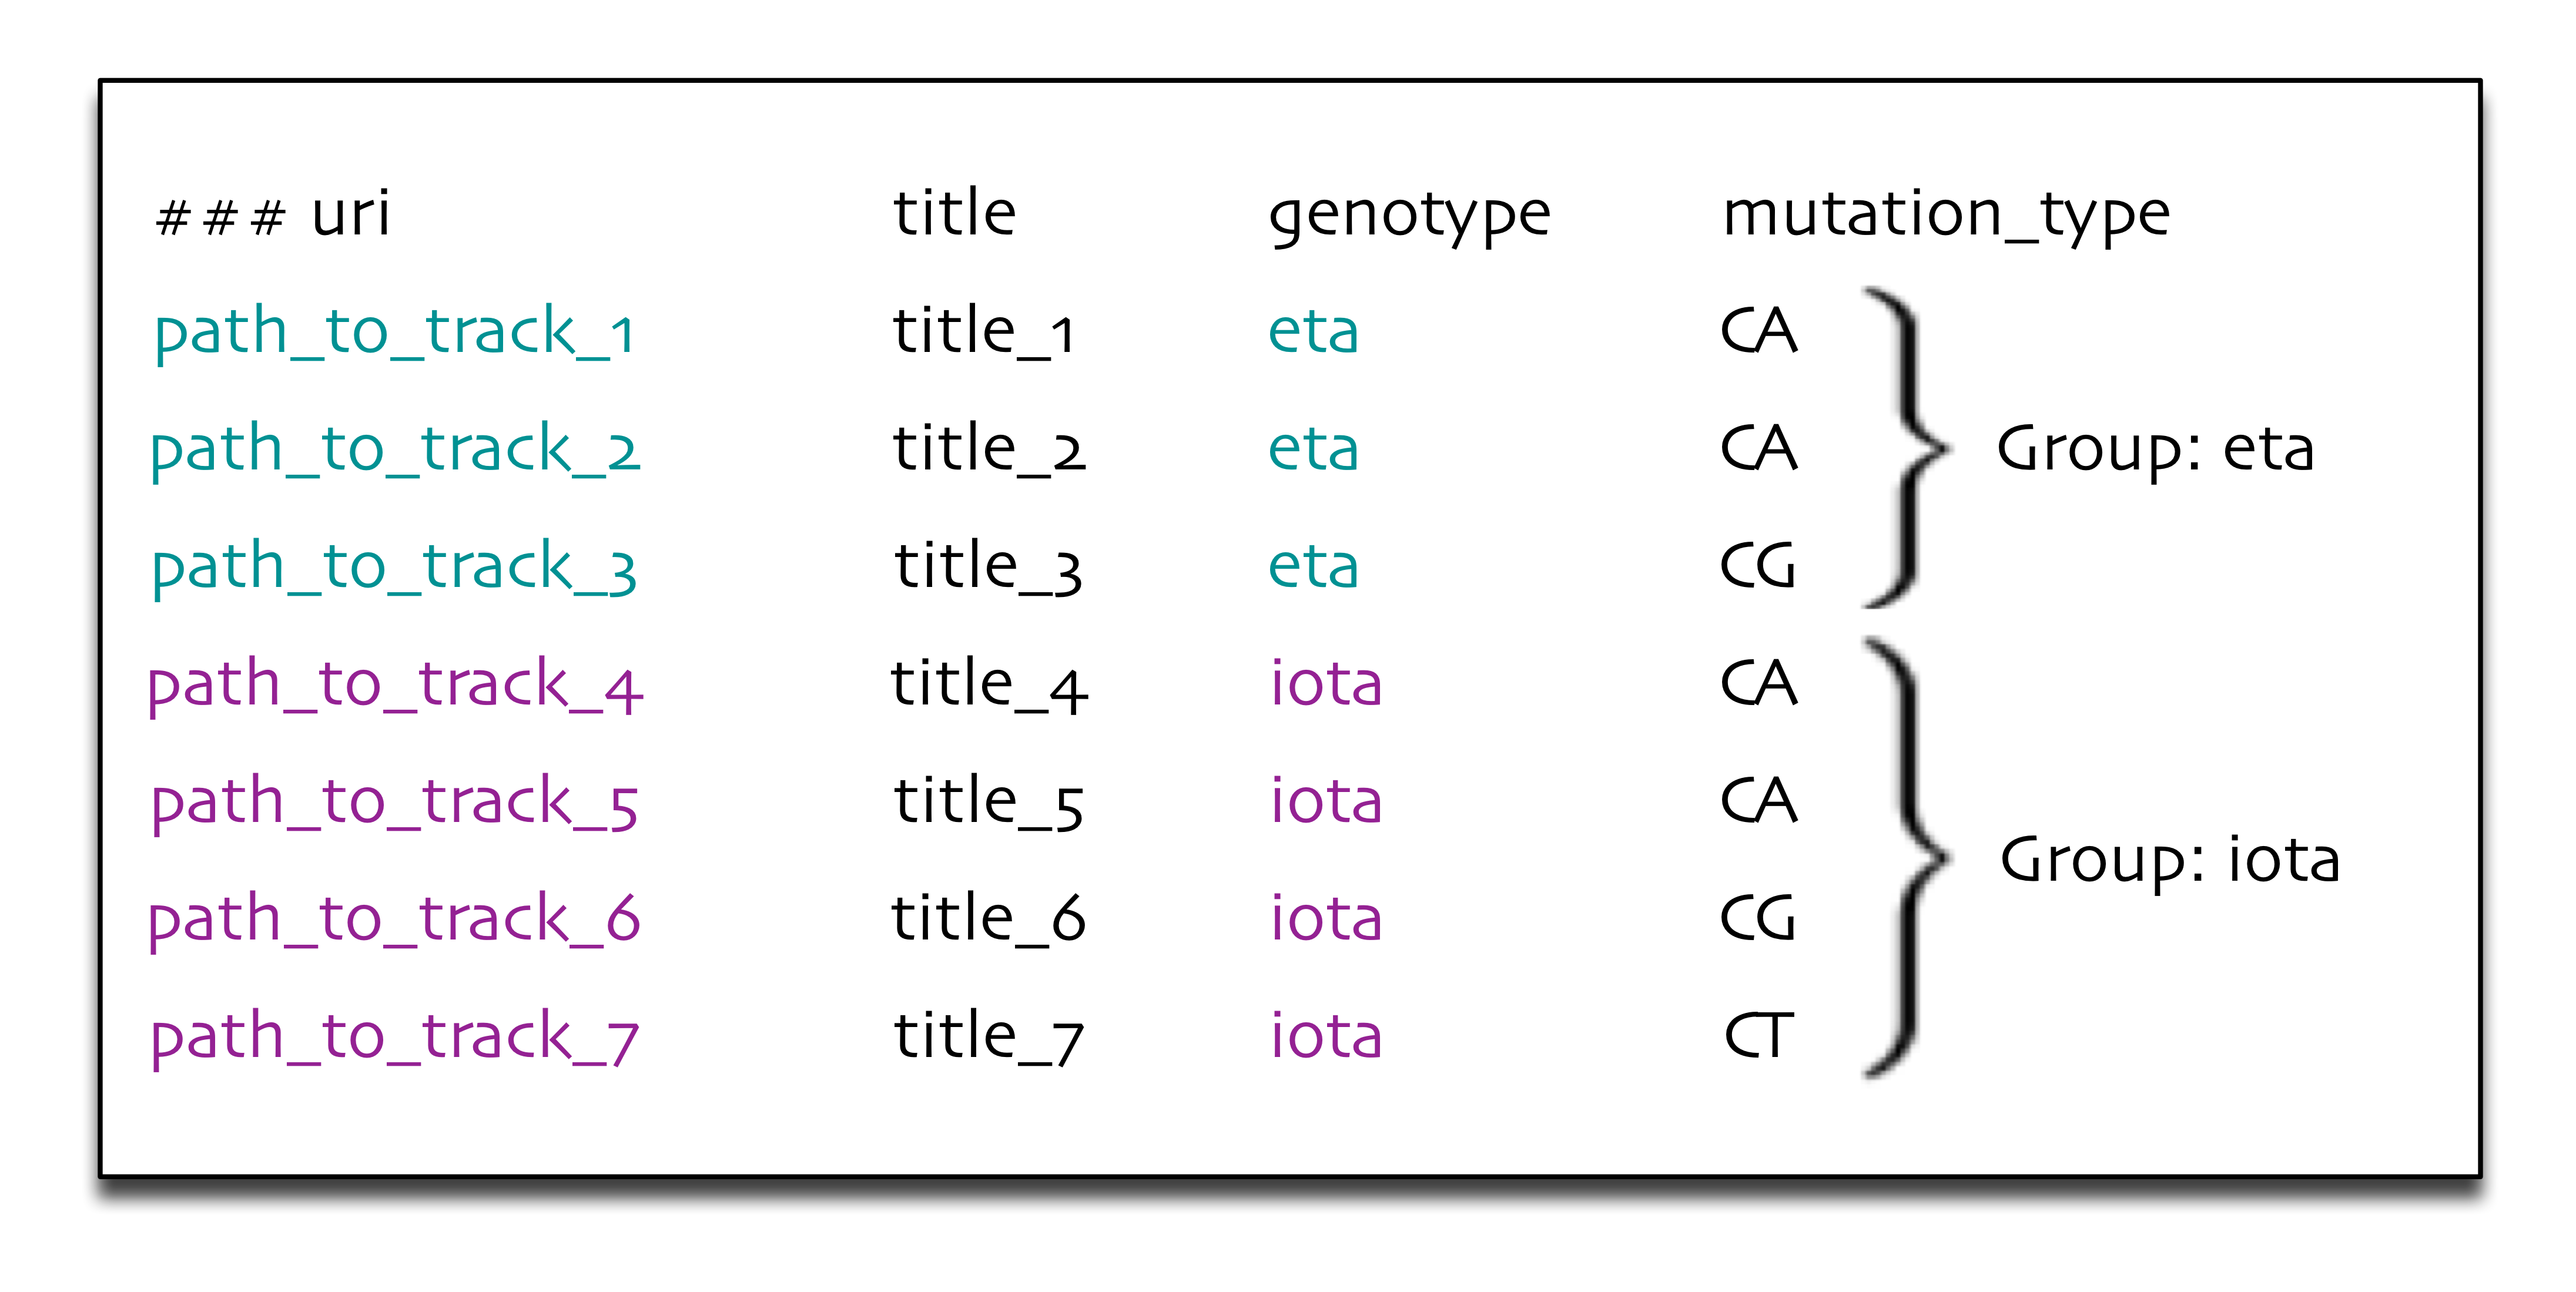 ### uri title genotype mutation_type
path_to_track_1 title_1 eta CA
path_to_track_2 title_2 eta CA Group: eta
path_to_track_3 title_3 eta CG
path_to_track_4 title_4 iota CA
path_to_track_5 title_5 iota CA
Group: iota
path_to_track_6 title_6 iota CG
path_to_track_7 title_7 iota CT